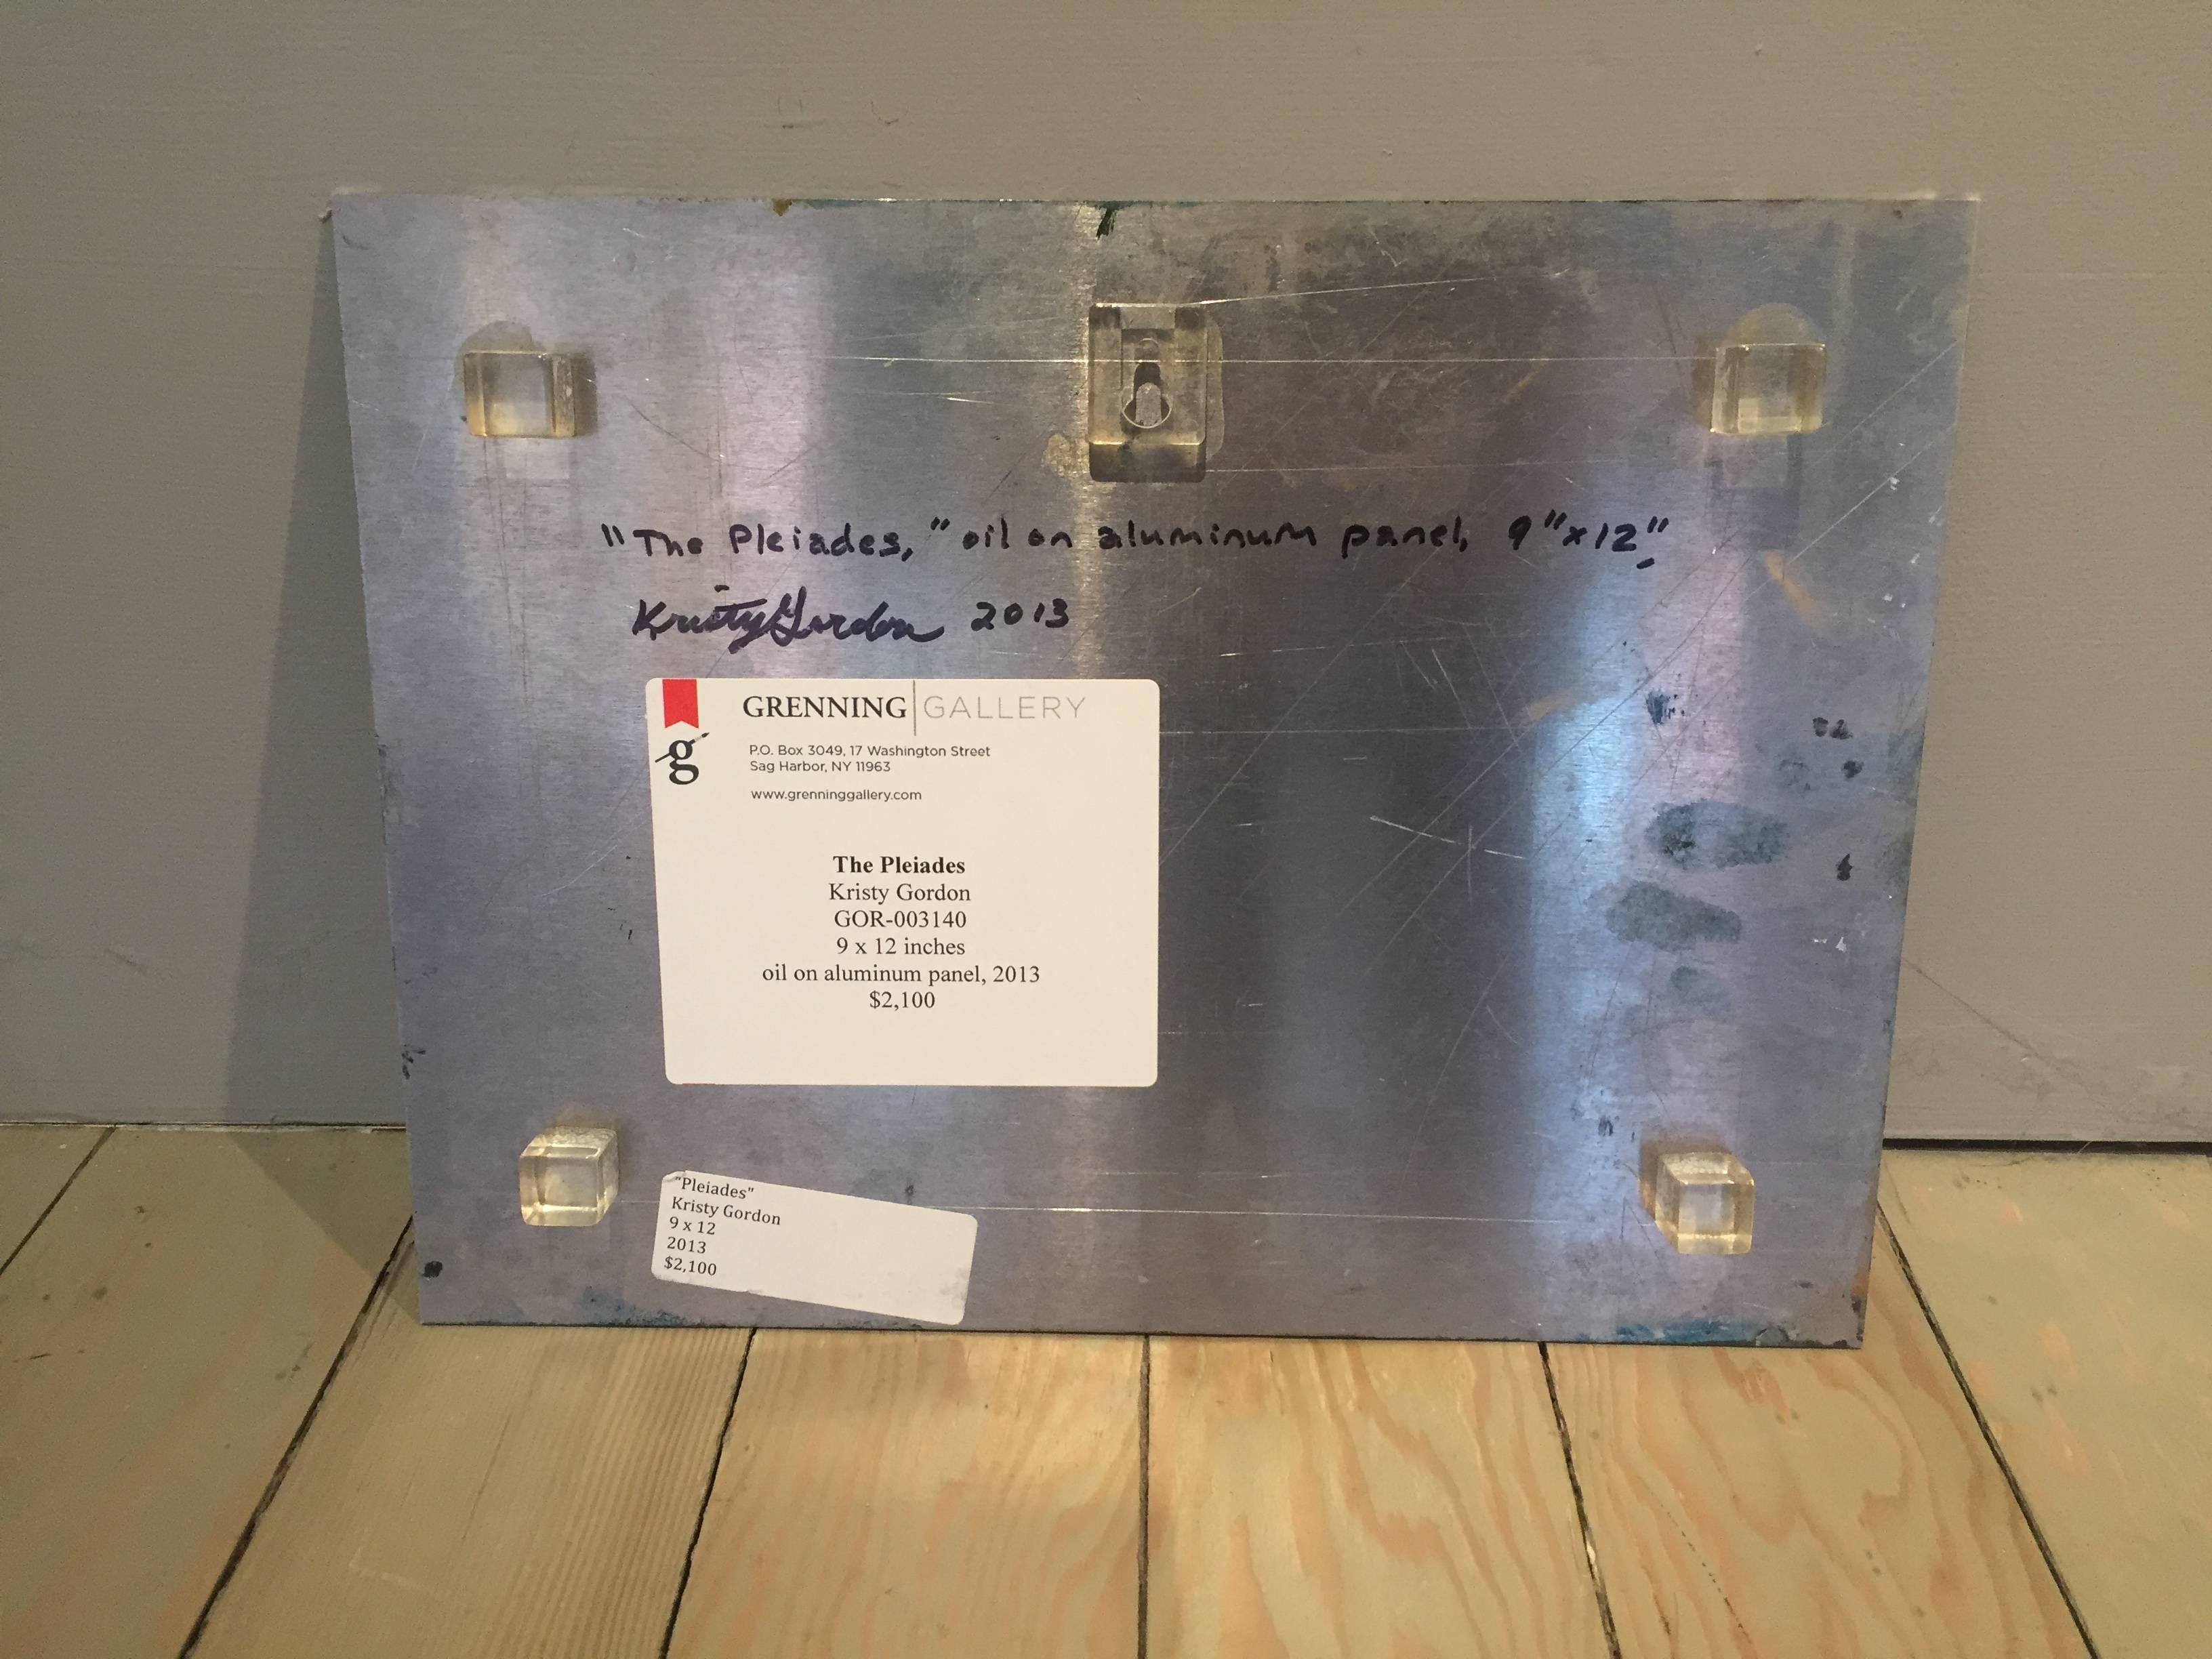 "The Pleiades," oil on aluminum panel, 9"x12"
Kristy Gordon 2013
GRENNING GALLERY
g
P.O. Box 3049, 17 Washington Street
Sag Harbor, NY 11963
www.grenninggallery.com
The Pleiades
Kristy Gordon
GOR-003140
9 x 12 inches
oil on aluminum panel, 2013
$2,100
"Pleiades"
Kristy Gordon
9 x 12
2013
$2,100